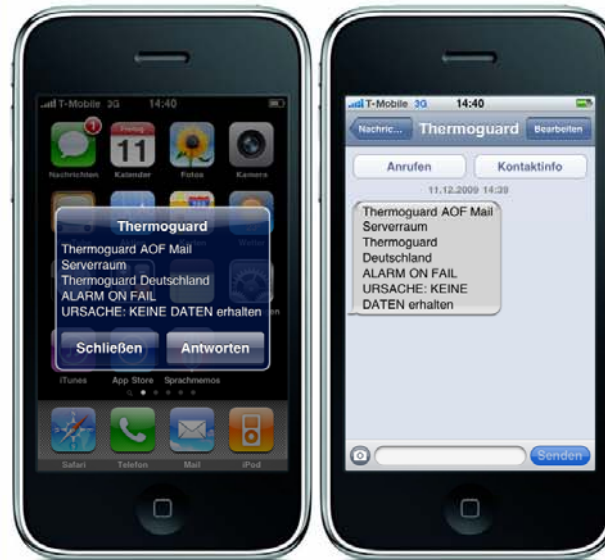 T-Mobile 3G 14:40
1
Freitag
11
Nachrichten Kalender Fotos Kamera
Wetter
Thermoguard
Thermoguard AOF Mail
Serverraum
Thermoguard Deutschland
ALARM ON FAIL
URSACHE: KEINE DATEN erhalten
Schließen Antworten
iTunes App Store Sprachmemos
Safari Telefon Mail iPod
T-Mobile 3G 14:40
Nachric... Thermoguard Bearbeiten
Anrufen Kontaktinfo
11.12.2009 14:39
Thermoguard AOF Mail
Serverraum
Thermoguard
Deutschland
ALARM ON FAIL
URSACHE: KEINE
DATEN erhalten
Senden